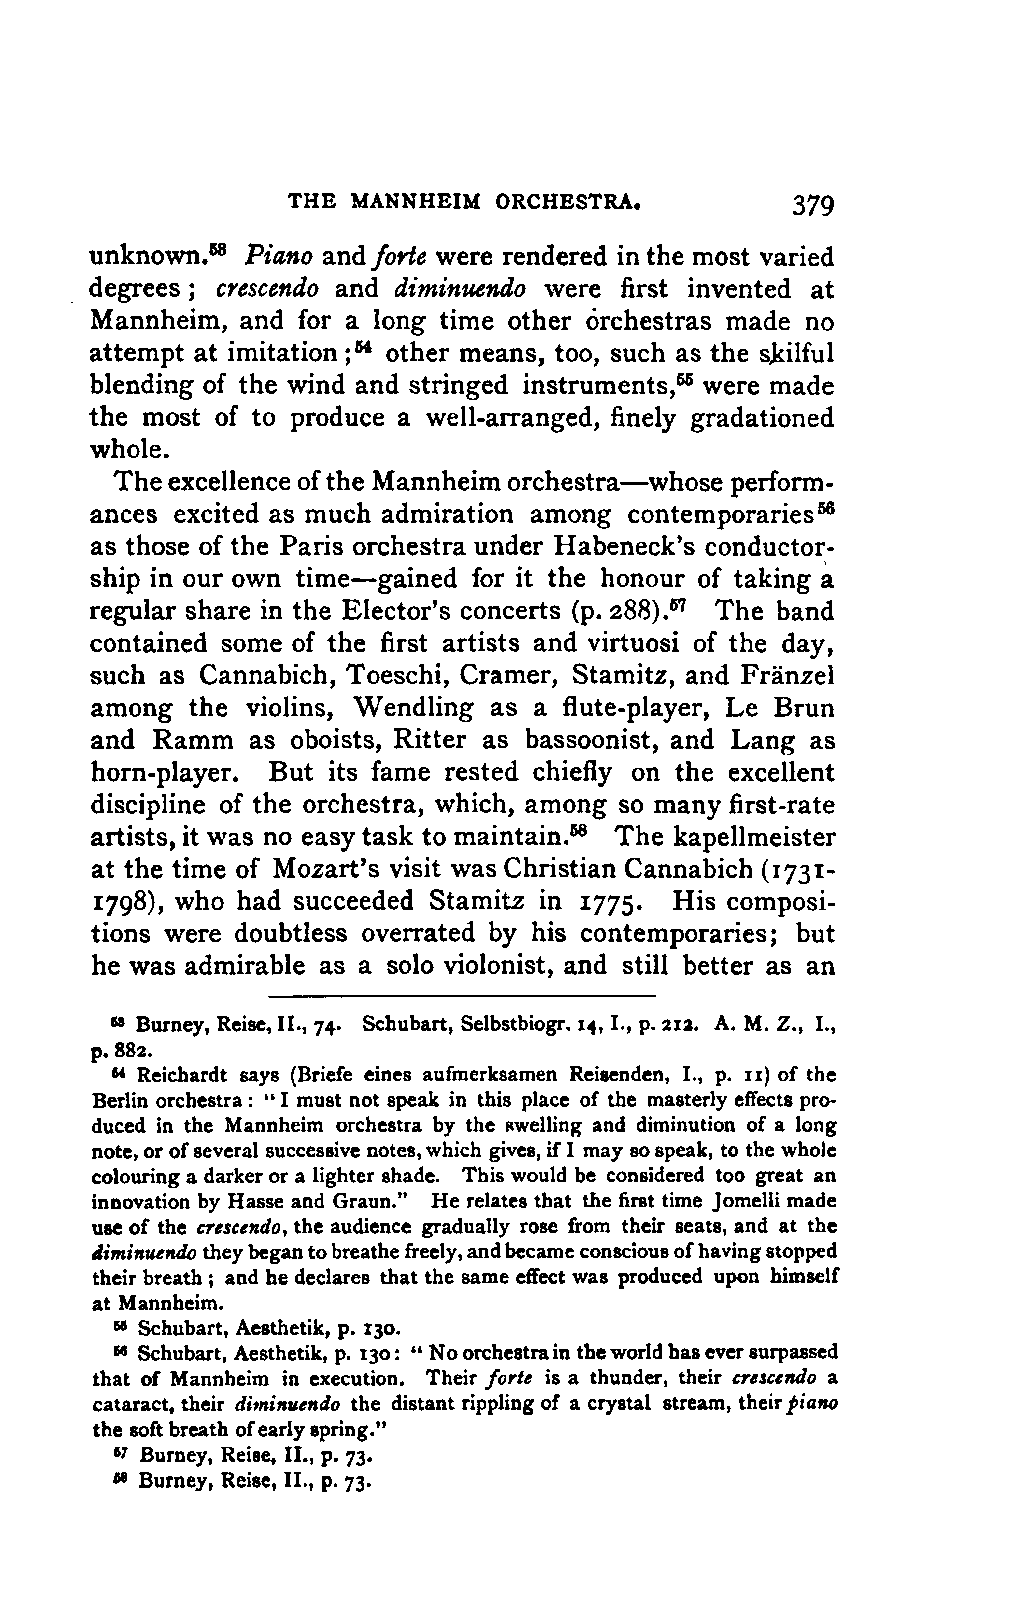 THE MANNHEIM ORCHESTRA. 379
unknown.⁵³ Piano and forte were rendered in the most varied
degrees; crescendo and diminuendo were first invented at
Mannheim, and for a long time other orchestras made no
attempt at imitation;⁵⁴ other means, too, such as the skilful
blending of the wind and stringed instruments,⁵⁵ were made
the most of to produce a well-arranged, finely gradationed
whole.
The excellence of the Mannheim orchestra—whose perform-
ances excited as much admiration among contemporaries⁵⁶
as those of the Paris orchestra under Habeneck's conductor-
ship in our own time—gained for it the honour of taking a
regular share in the Elector's concerts (p. 288).⁵⁷ The band
contained some of the first artists and virtuosi of the day,
such as Cannabich, Toeschi, Cramer, Stamitz, and Fränzel
among the violins, Wendling as a flute-player, Le Brun
and Ramm as oboists, Ritter as bassoonist, and Lang as
horn-player. But its fame rested chiefly on the excellent
discipline of the orchestra, which, among so many first-rate
artists, it was no easy task to maintain.⁵⁸ The kapellmeister
at the time of Mozart's visit was Christian Cannabich (1731-
1798), who had succeeded Stamitz in 1775. His composi-
tions were doubtless overrated by his contemporaries; but
he was admirable as a solo violonist, and still better as an
⁵³ Burney, Reise, II., 74. Schubart, Selbstbiogr. 14, I., p. 212. A. M. Z., I.,
p. 882.
⁵⁴ Reichardt says (Briefe eines aufmerksamen Reisenden, I., p. 11) of the
Berlin orchestra: "I must not speak in this place of the masterly effects pro-
duced in the Mannheim orchestra by the swelling and diminution of a long
note, or of several successive notes, which gives, if I may so speak, to the whole
colouring a darker or a lighter shade. This would be considered too great an
innovation by Hasse and Graun." He relates that the first time Jomelli made
use of the crescendo, the audience gradually rose from their seats, and at the
diminuendo they began to breathe freely, and became conscious of having stopped
their breath; and he declares that the same effect was produced upon himself
at Mannheim.
⁵⁵ Schubart, Aesthetik, p. 130.
⁵⁶ Schubart, Aesthetik, p. 130: "No orchestra in the world has ever surpassed
that of Mannheim in execution. Their forte is a thunder, their crescendo a
cataract, their diminuendo the distant rippling of a crystal stream, their piano
the soft breath of early spring."
⁵⁷ Burney, Reise, II., p. 73.
⁵⁸ Burney, Reise, II., p. 73.